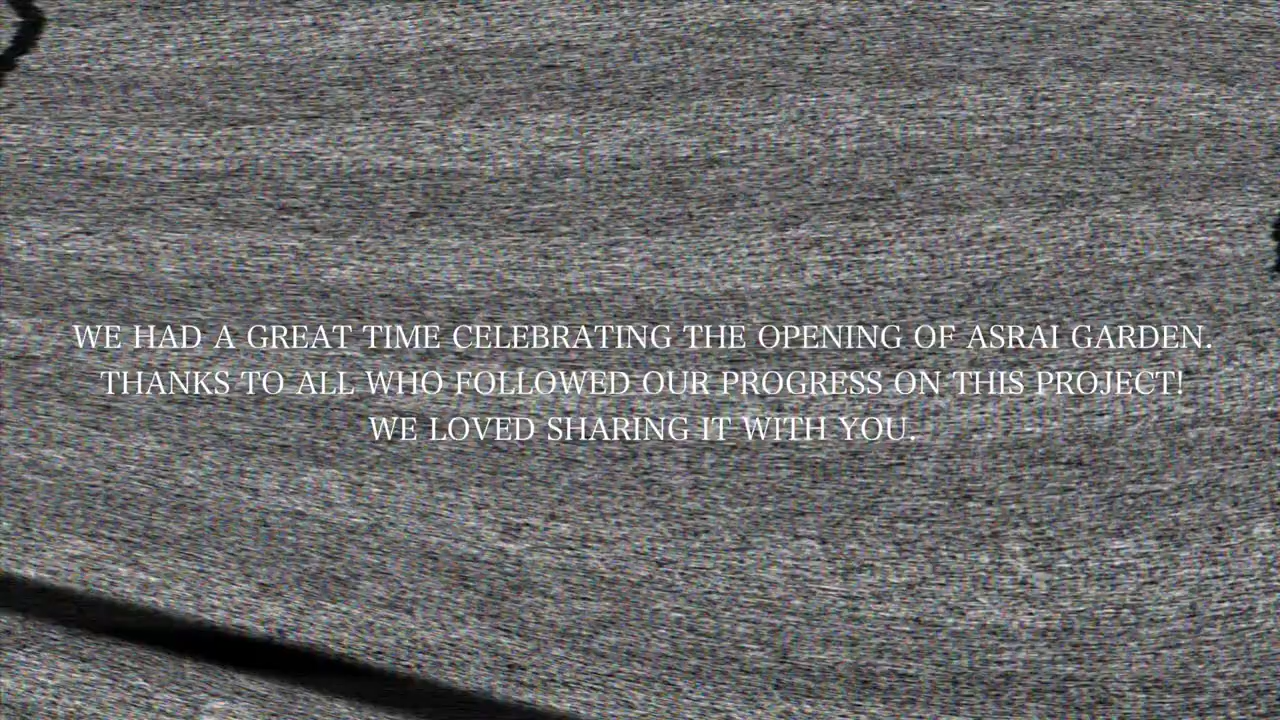 WE HAD A GREAT TIME CELEBRATING THE OPENING OF ASRAI GARDEN.
THANKS TO ALL WHO FOLLOWED OUR PROGRESS ON THIS PROJECT!
WE LOVED SHARING IT WITH YOU.